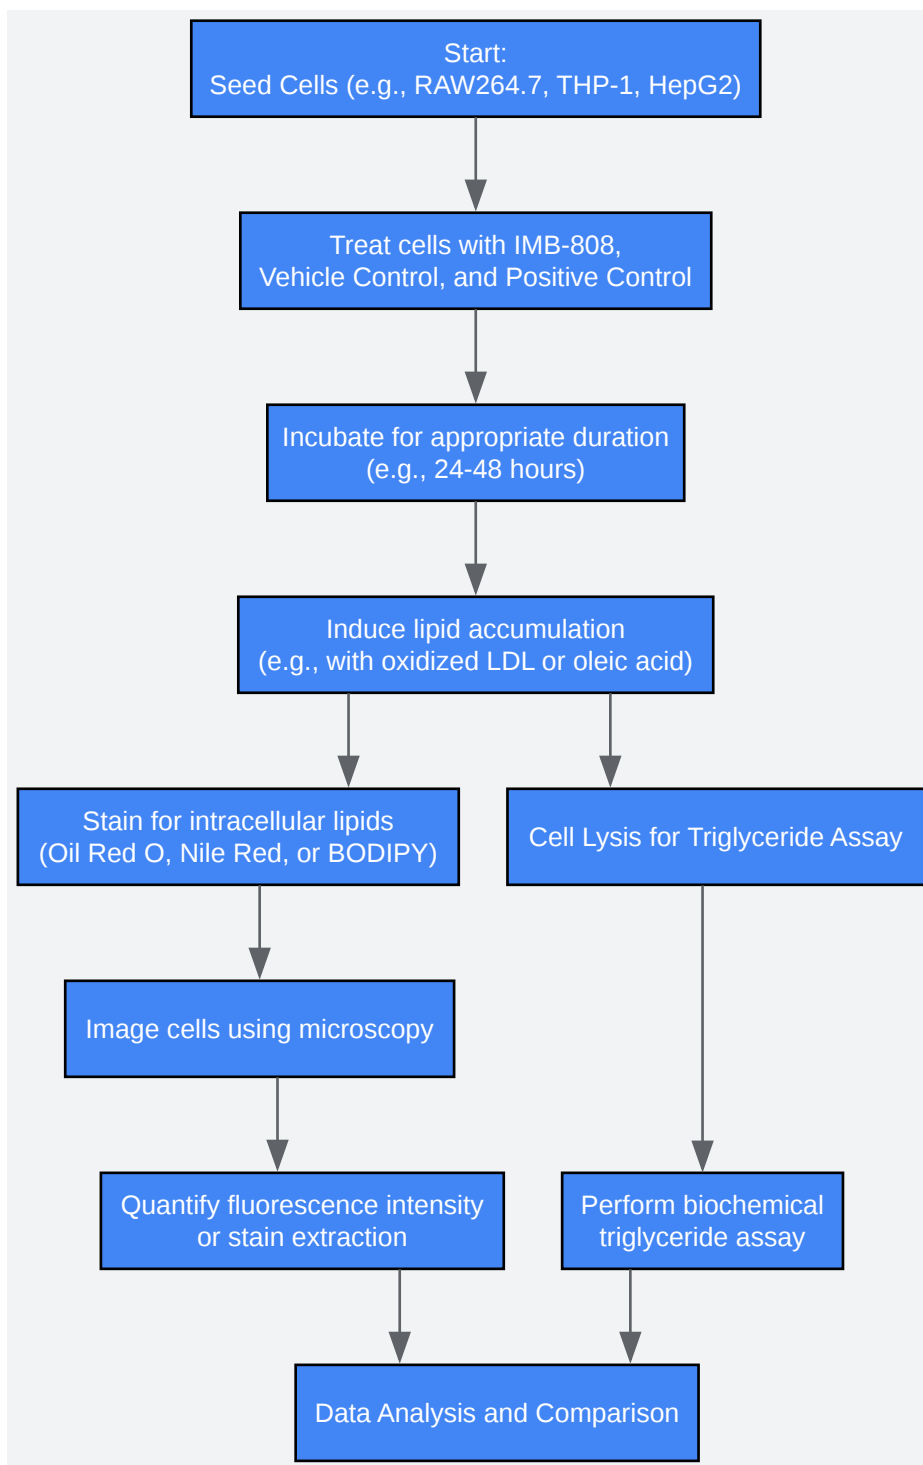 Start:
Seed Cells (e.g., RAW264.7, THP-1, HepG2)
Treat cells with IMB-808,
Vehicle Control, and Positive Control
Incubate for appropriate duration
(e.g., 24-48 hours)
Induce lipid accumulation
(e.g., with oxidized LDL or oleic acid)
Stain for intracellular lipids
(Oil Red O, Nile Red, or BODIPY)
Cell Lysis for Triglyceride Assay
Image cells using microscopy
Quantify fluorescence intensity
or stain extraction
Perform biochemical
triglyceride assay
Data Analysis and Comparison